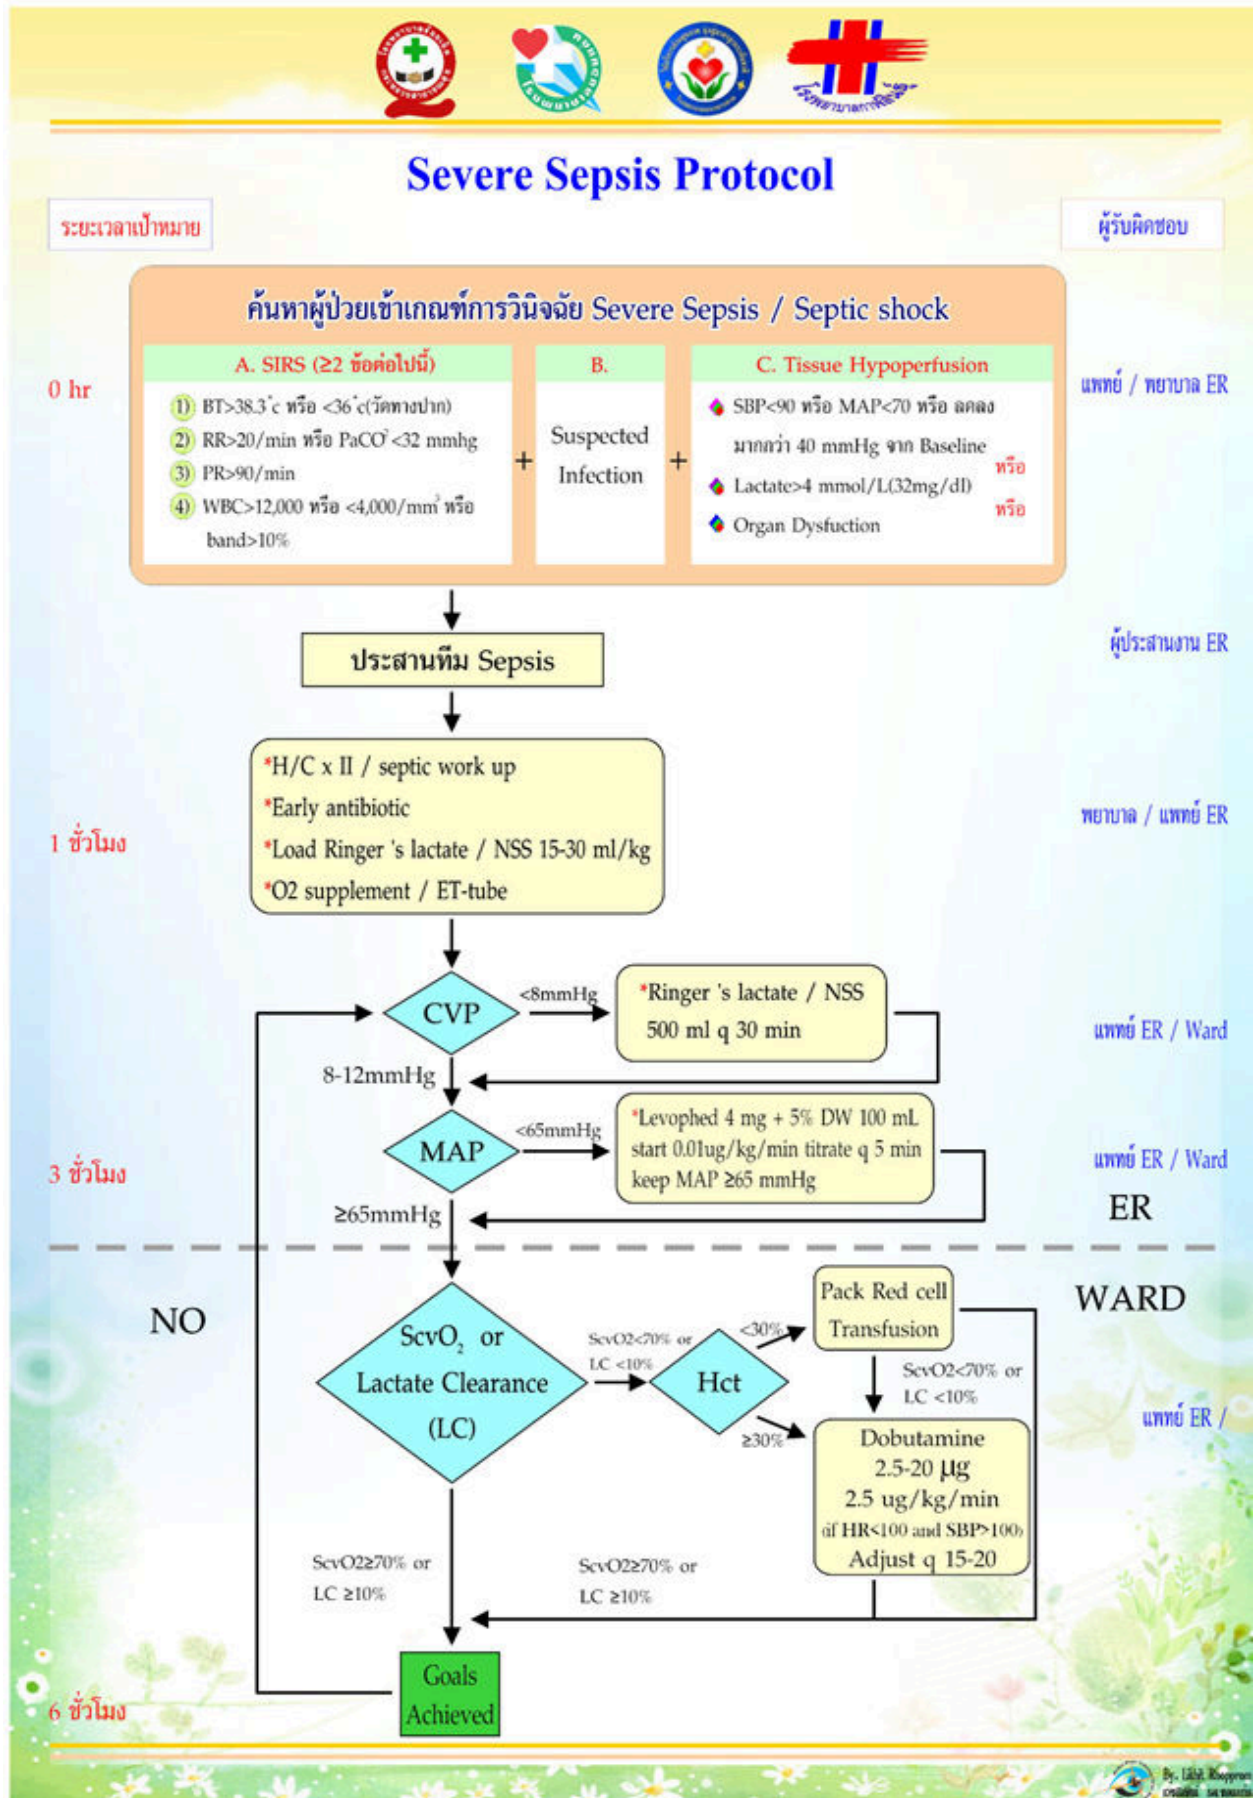 โรงพยาบาลกาฬสินธุ์
Severe Sepsis Protocol
ระยะเวลาเป้าหมาย
ผู้รับผิดชอบ
ค้นหาผู้ป่วยเข้าเกณฑ์การวินิจฉัย Severe Sepsis / Septic shock
0 hr
A. SIRS (≥2 ข้อต่อไปนี้)
1) BT>38.3°c หรือ <36°c(วัดทางปาก)
2) RR>20/min หรือ PaCO² <32 mmhg
3) PR>90/min
4) WBC>12,000 หรือ <4,000/mm³ หรือ
band>10%
+
B.
Suspected
Infection
+
C. Tissue Hypoperfusion
SBP<90 หรือ MAP<70 หรือ ลดลง
มากกว่า 40 mmHg จาก Baseline
หรือ
Lactate>4 mmol/L(32mg/dl)
หรือ
Organ Dysfuction
แพทย์ / พยาบาล ER
ประสานทีม Sepsis
ผู้ประสานงาน ER
1 ชั่วโมง
*H/C x II / septic work up
*Early antibiotic
*Load Ringer 's lactate / NSS 15-30 ml/kg
*O2 supplement / ET-tube
พยาบาล / แพทย์ ER
CVP
<8mmHg
*Ringer 's lactate / NSS
500 ml q 30 min
แพทย์ ER / Ward
8-12mmHg
3 ชั่วโมง
MAP
<65mmHg
*Levophed 4 mg + 5% DW 100 mL
start 0.01ug/kg/min titrate q 5 min
keep MAP ≥65 mmHg
แพทย์ ER / Ward
≥65mmHg
ER
NO
WARD
ScvO₂ or
Lactate Clearance
(LC)
ScvO2<70% or
LC <10%
Hct
<30%
Pack Red cell
Transfusion
ScvO2<70% or
LC <10%
≥30%
Dobutamine
2.5-20 µg
2.5 ug/kg/min
(if HR<100 and SBP>100)
Adjust q 15-20
แพทย์ ER /
ScvO2≥70% or
LC ≥10%
ScvO2≥70% or
LC ≥10%
6 ชั่วโมง
Goals
Achieved